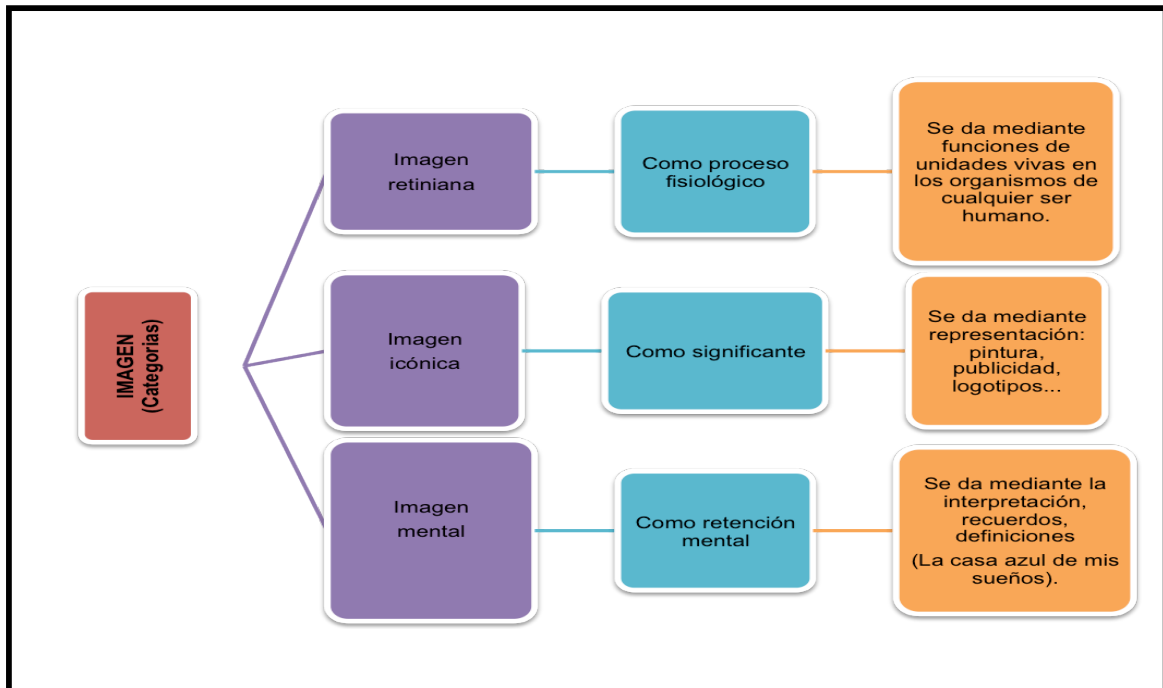 IMAGEN
(Categorias)
Imagen
retiniana
Como proceso
fisiológico
Se da mediante
funciones de
unidades vivas en
los organismos de
cualquier ser
humano.
Imagen
icónica
Como significante
Se da mediante
representación:
pintura,
publicidad,
logotipos...
Imagen
mental
Como retención
mental
Se da mediante la
interpretación,
recuerdos,
definiciones
(La casa azul de mis
sueños).